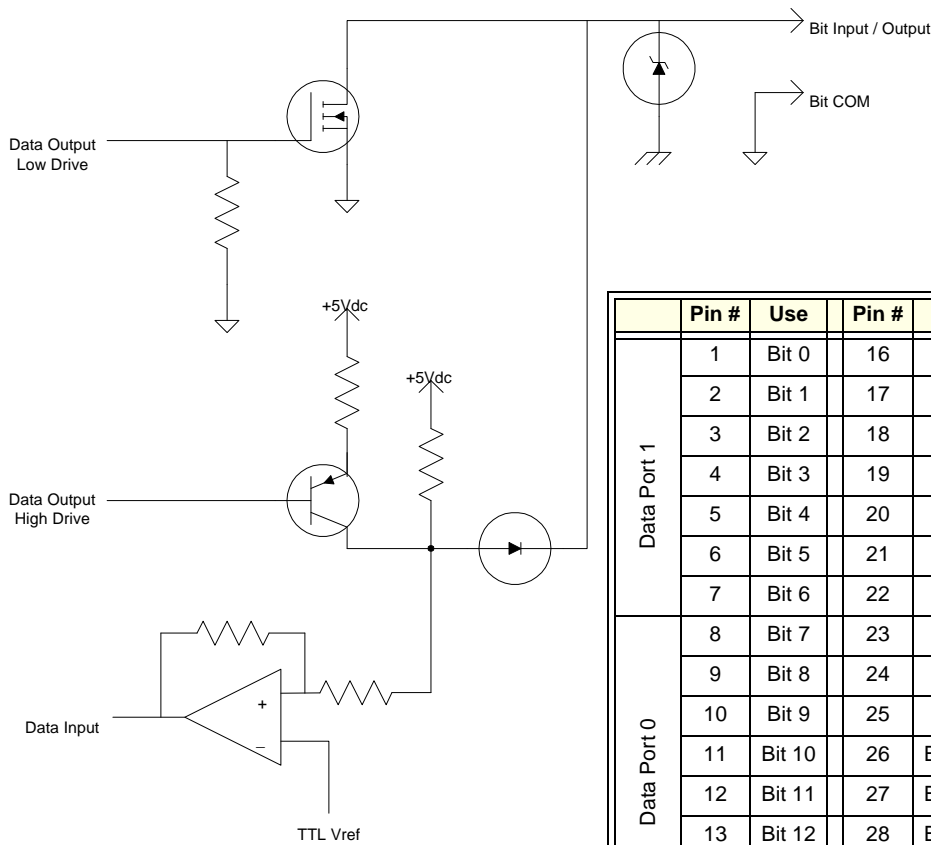 Bit Input / Output
Bit COM
Data Output
Low Drive
+5Vdc
+5Vdc
Data Output
High Drive
+
–
Data Input
TTL Vref
Pin # Use Pin #
Data Port 1
1 Bit 0 16
2 Bit 1 17
3 Bit 2 18
4 Bit 3 19
5 Bit 4 20
6 Bit 5 21
7 Bit 6 22
Data Port 0
8 Bit 7 23
9 Bit 8 24
10 Bit 9 25
11 Bit 10 26
12 Bit 11 27
13 Bit 12 28